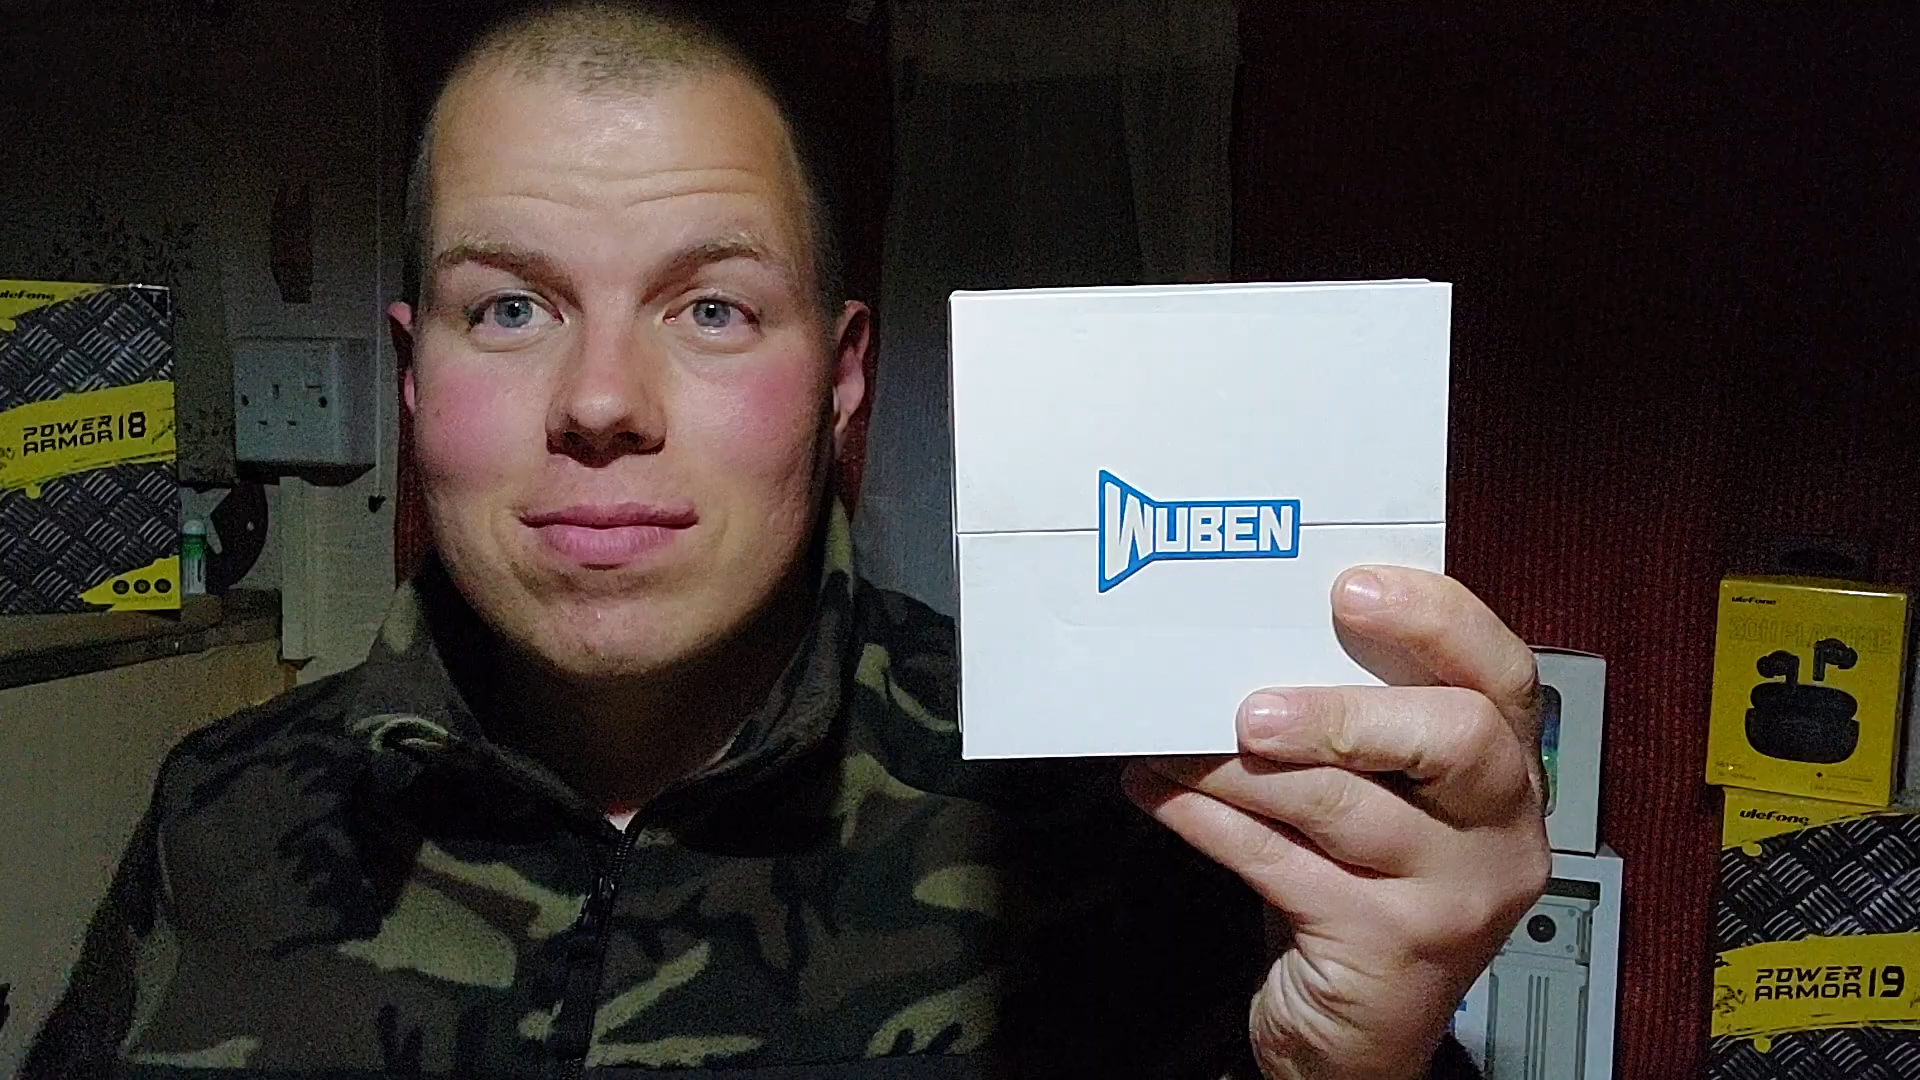 ulefone
POWER
ARMOR 18
WUBEN
ulefone
ulefone
POWER
ARMOR 19